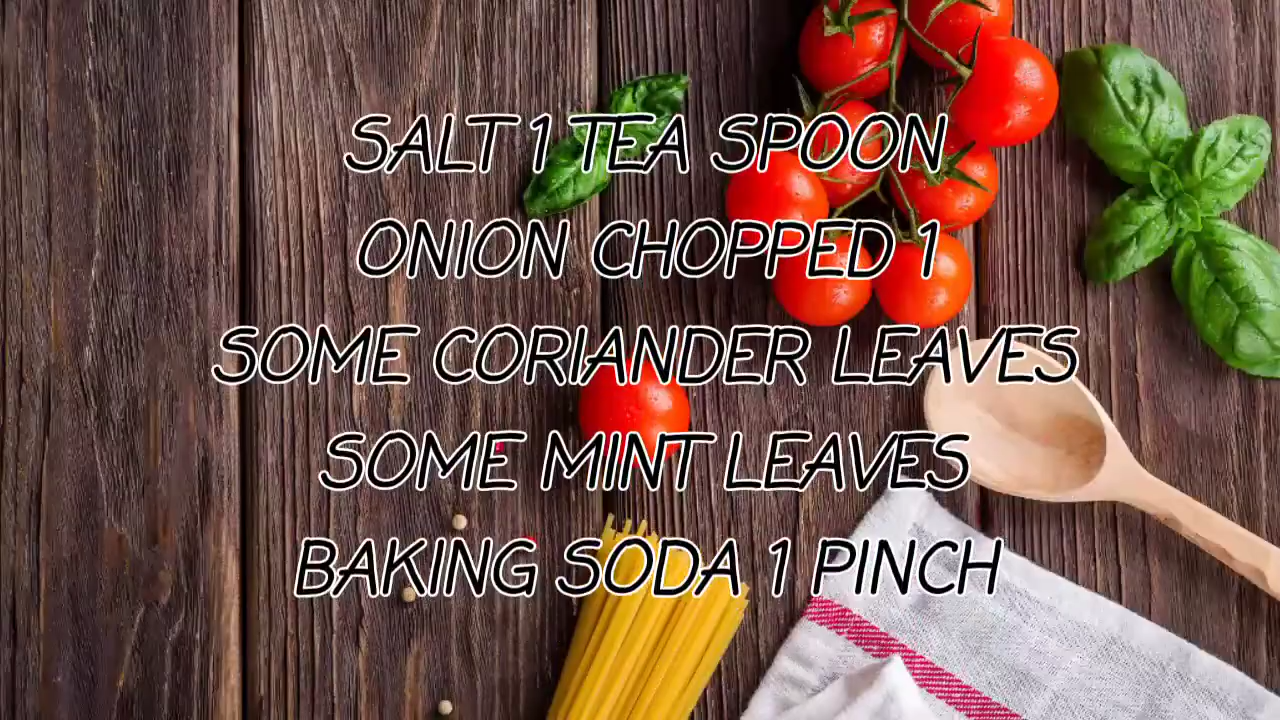 SALT 1 TEA SPOON
ONION CHOPPED 1
SOME CORIANDER LEAVES
SOME MINT LEAVES
BAKING SODA 1 PINCH